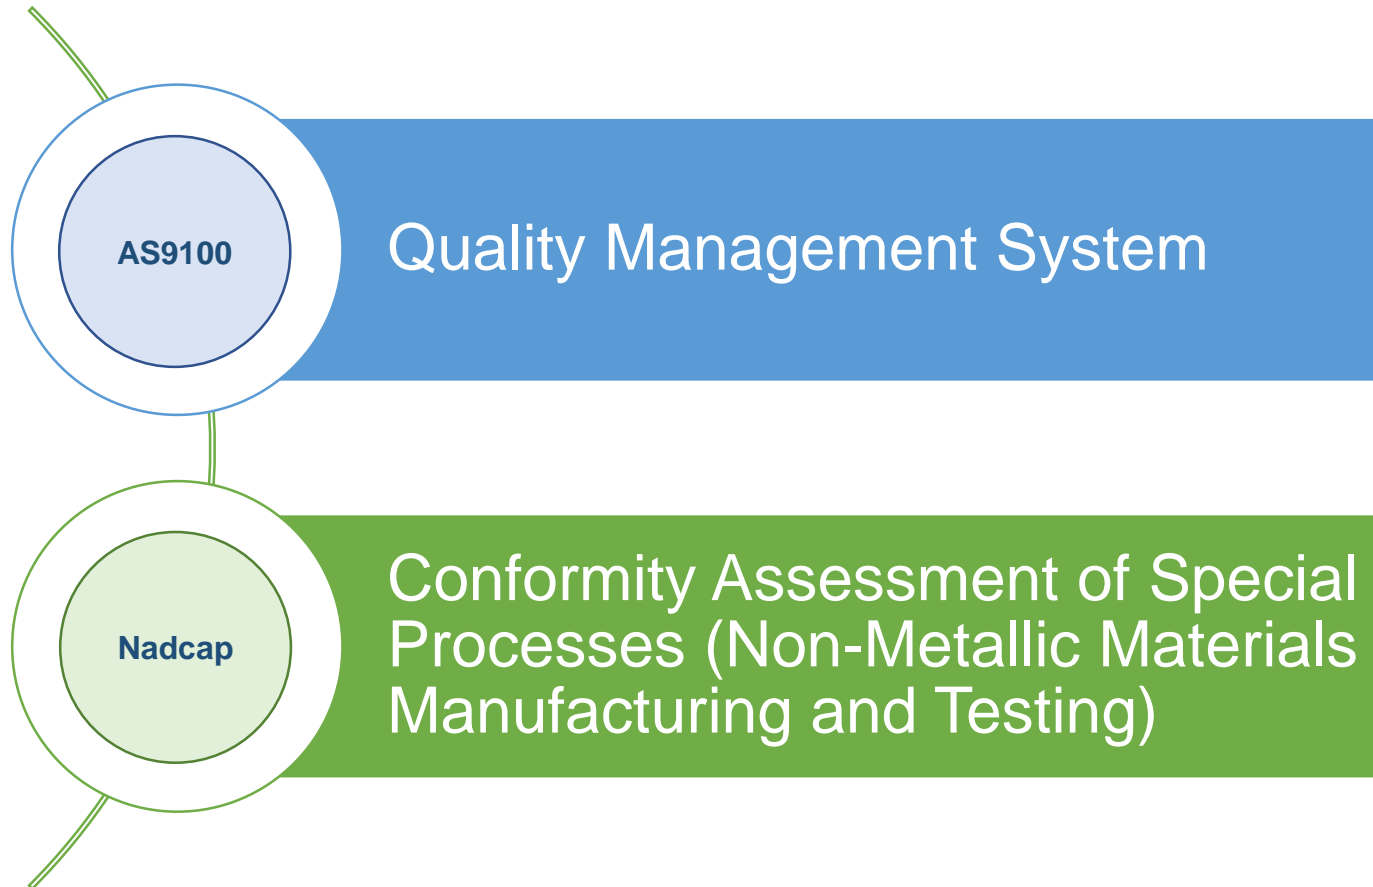 AS9100
Quality Management System
Nadcap
Conformity Assessment of Special
Processes (Non-Metallic Materials
Manufacturing and Testing)